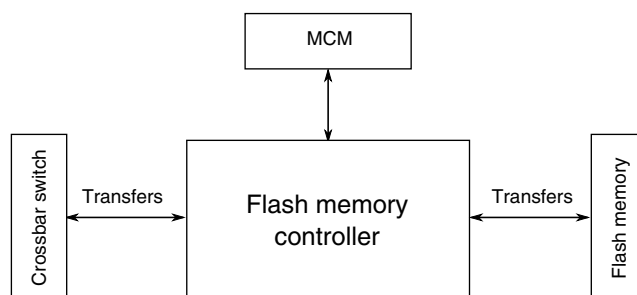 MCM
Crossbar switch
Transfers
Flash memory
controller
Transfers
Flash memory